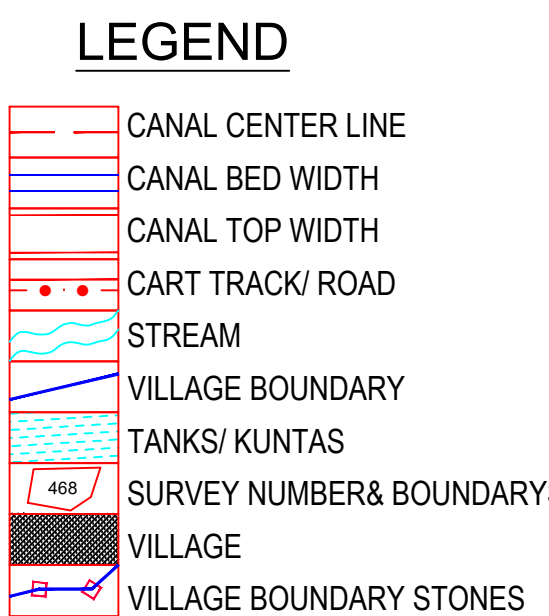 LEGEND
CANAL CENTER LINE
CANAL BED WIDTH
CANAL TOP WIDTH
CART TRACK/ ROAD
STREAM
VILLAGE BOUNDARY
TANKS/ KUNTAS
468 SURVEY NUMBER& BOUNDARYS
VILLAGE
VILLAGE BOUNDARY STONES